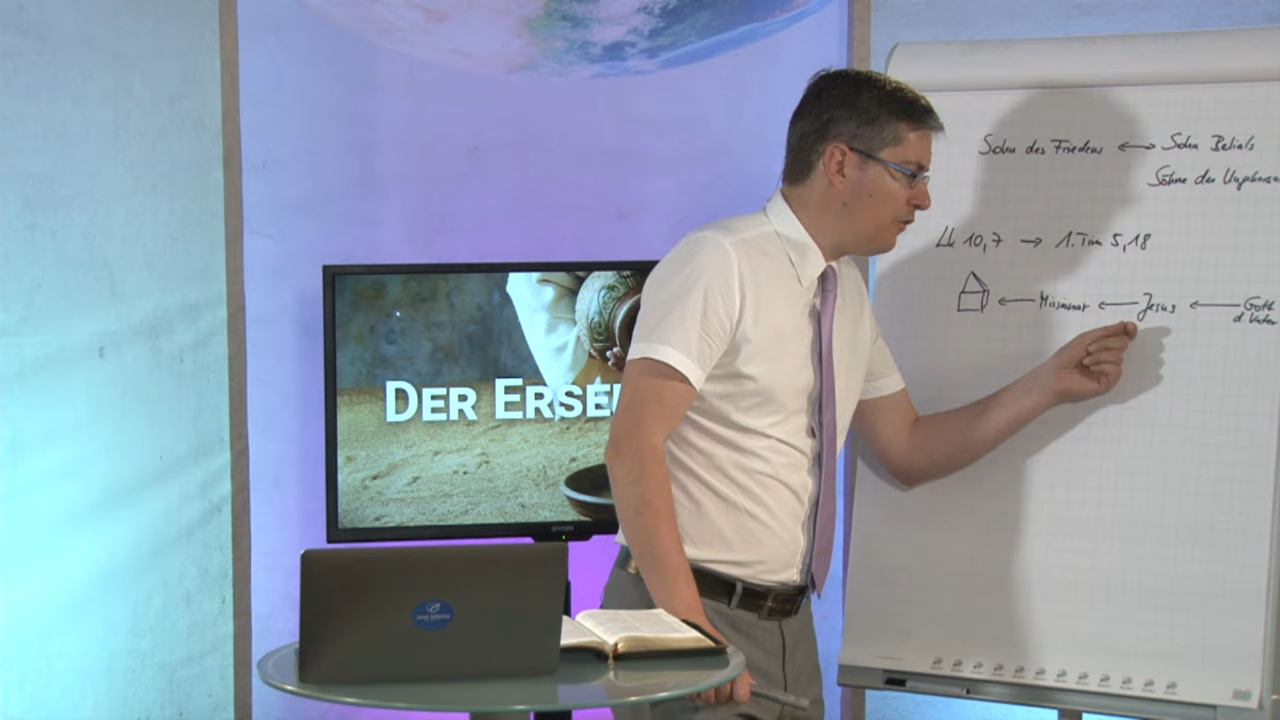 Sohn des Friedens ↔ Sohn Belials
Söhne des
Lk 10,7 → 1. Tim 5,18
← Missionar ← Jesus ← Gott
d. Vater
DER ERSE